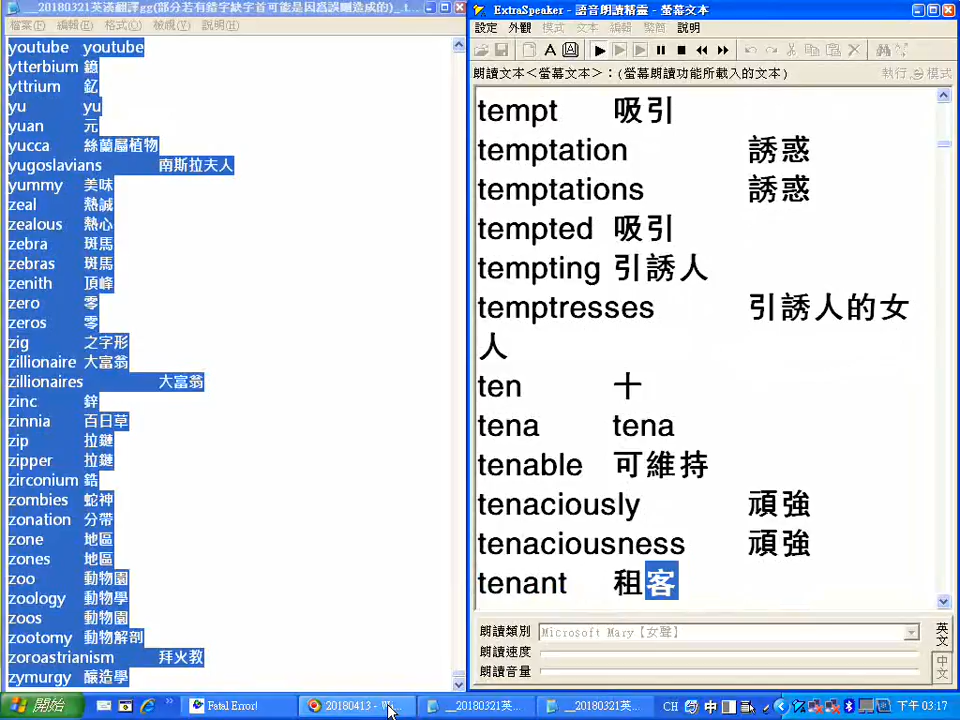 __20180321英漢翻譯gg(部分若有錯字缺字首可能是因為誤刪造成的)_t...
檔案(F) 編輯(E) 格式(O) 檢視(V) 說明(H)
youtube youtube
ytterbium 鐿
yttrium 釔
yu yu
yuan 元
yucca 絲蘭屬植物
yugoslavians 南斯拉夫人
yummy 美味
zeal 熱誠
zealous 熱心
zebra 斑馬
zebras 斑馬
zenith 頂峰
zero 零
zeros 零
zig 之字形
zillionaire 大富翁
zillionaires 大富翁
zinc 鋅
zinnia 百日草
zip 拉鏈
zipper 拉鏈
zirconium 鋯
zombies 蛇神
zonation 分帶
zone 地區
zones 地區
zoo 動物園
zoology 動物學
zoos 動物園
zootomy 動物解剖
zoroastrianism 拜火教
zymurgy 釀造學
ExtraSpeaker - 語音朗讀精靈 - 螢幕文本
設定 外觀 模式 文本 編輯 繁簡 說明
朗讀文本<螢幕文本>：(螢幕朗讀功能所載入的文本) 執行 模式
tempt 吸引
temptation 誘惑
temptations 誘惑
tempted 吸引
tempting 引誘人
temptresses 引誘人的女
人
ten 十
tena tena
tenable 可維持
tenaciously 頑強
tenaciousness 頑強
tenant 租客
朗讀類別 Microsoft Mary【女聲】
朗讀速度
朗讀音量
英文
中文
開始 Fatal Error! 20180413 - W... __20180321英... __20180321英... CH 中 下午 03:17